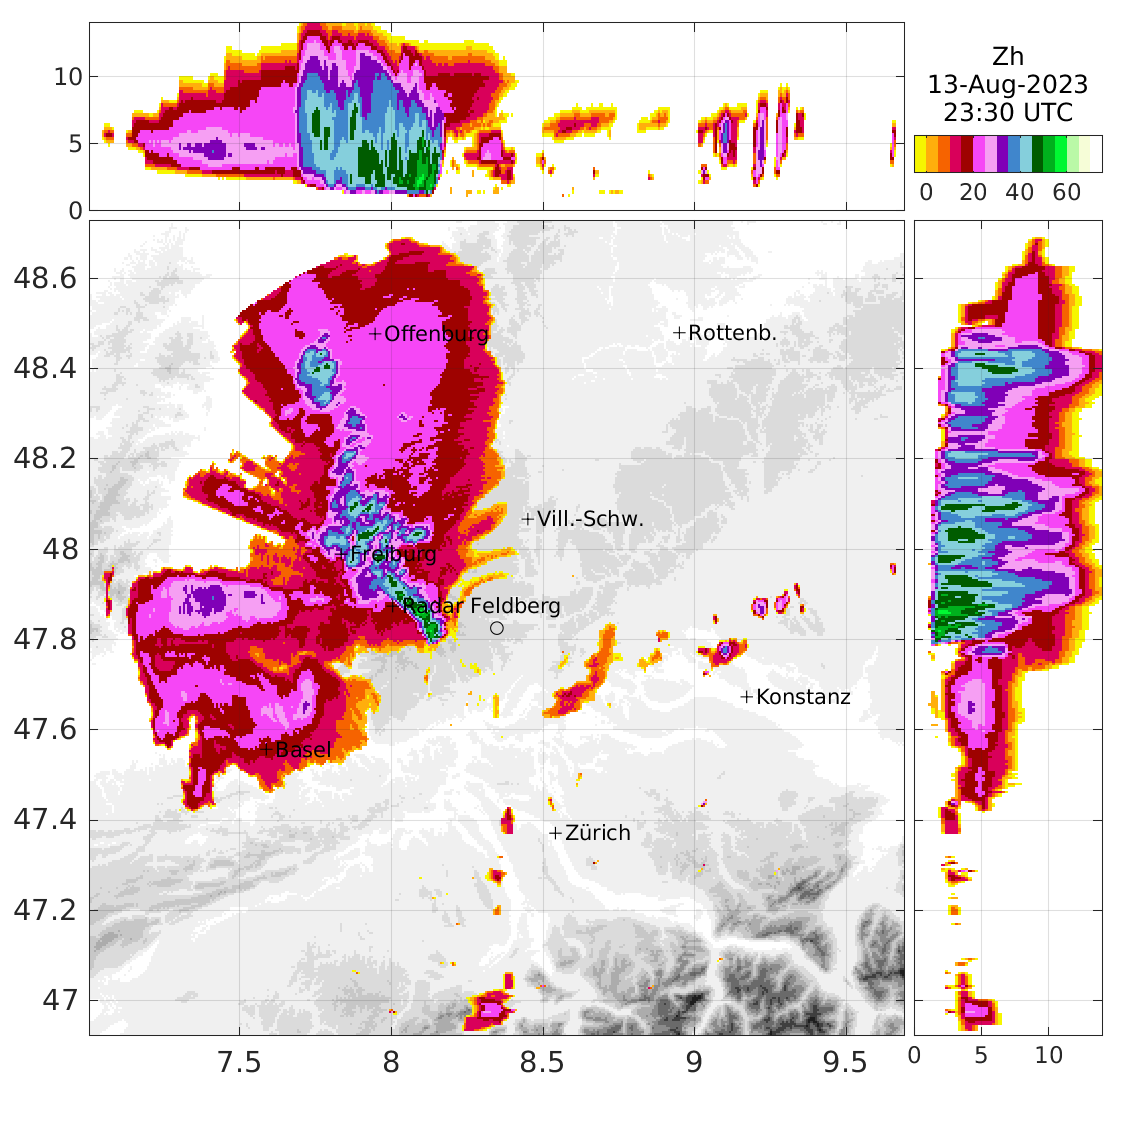 10
5
0
Zh
13-Aug-2023
23:30 UTC
0 20 40 60
48.6
48.4
48.2
48
47.8
47.6
47.4
47.2
47
+Offenburg
+Rottenb.
+Vill.-Schw.
+Freiburg
+Radar Feldberg
+Konstanz
+Basel
+Zürich
7.5 8 8.5 9 9.5
0 5 10